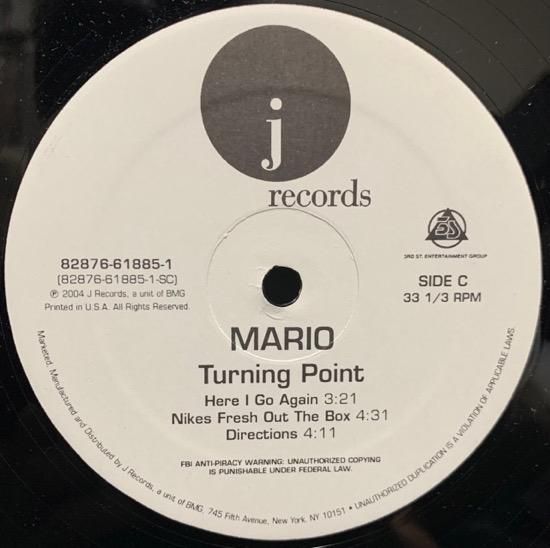 j
records
3RD ST. ENTERTAINMENT GROUP
82876-61885-1
(82876-61885-1-SC)
℗ 2004 J Records, a unit of BMG
Printed in U.S.A. All Rights Reserved.
SIDE C
33 1/3 RPM
MARIO
Turning Point
Here I Go Again 3:21
Nikes Fresh Out The Box 4:31
Directions 4:11
FBI ANTI-PIRACY WARNING: UNAUTHORIZED COPYING
IS PUNISHABLE UNDER FEDERAL LAW.
Marketed, Manufactured and Distributed by J Records, a unit of BMG, 745 Fifth Avenue, New York, NY 10151 • UNAUTHORIZED DUPLICATION IS A VIOLATION OF APPLICABLE LAWS.